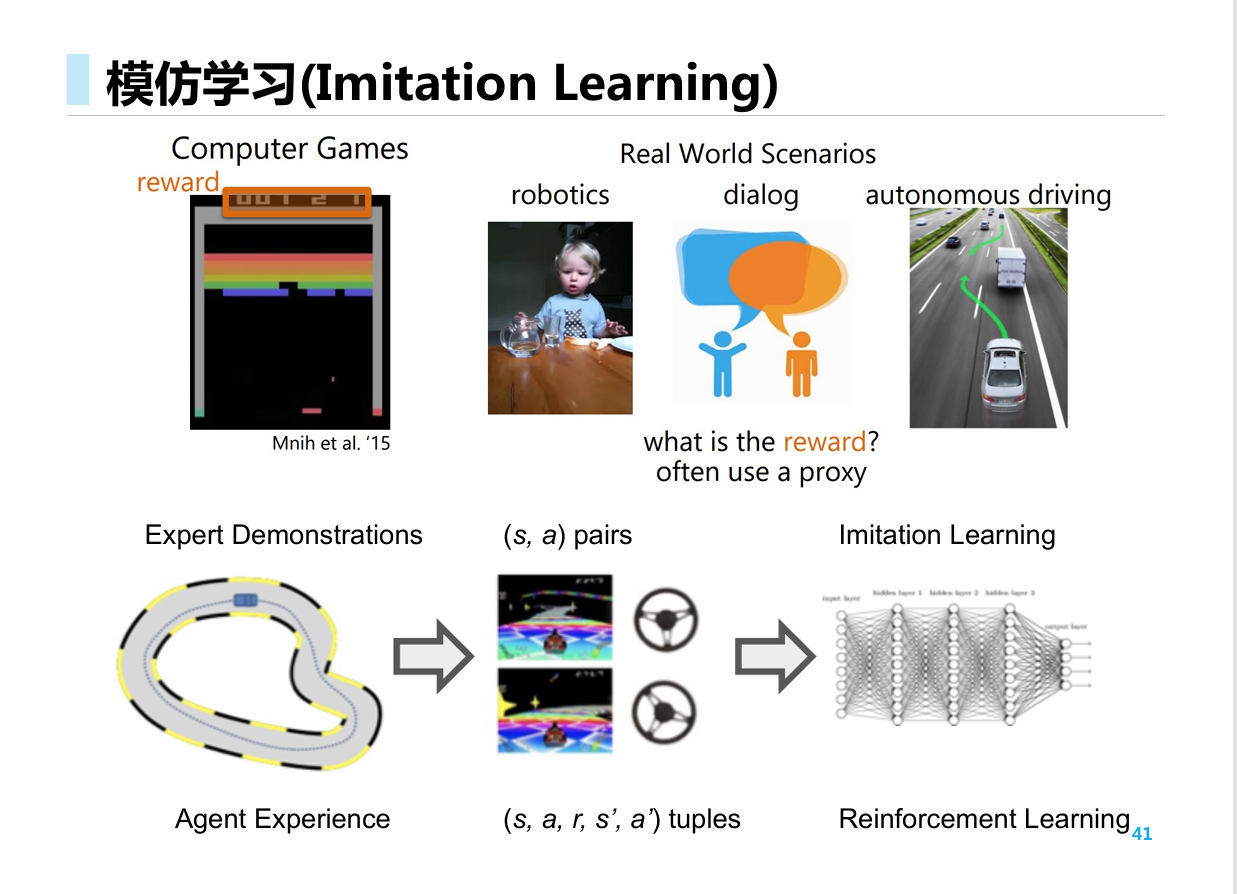 模仿学习(Imitation Learning)
Computer Games
reward
Mnih et al. ‘15
Real World Scenarios
robotics
dialog
autonomous driving
what is the reward?
often use a proxy
Expert Demonstrations
(s, a) pairs
Imitation Learning
input layer
hidden layer 1
hidden layer 2
hidden layer 3
output layer
Agent Experience
(s, a, r, s’, a’) tuples
Reinforcement Learning
41